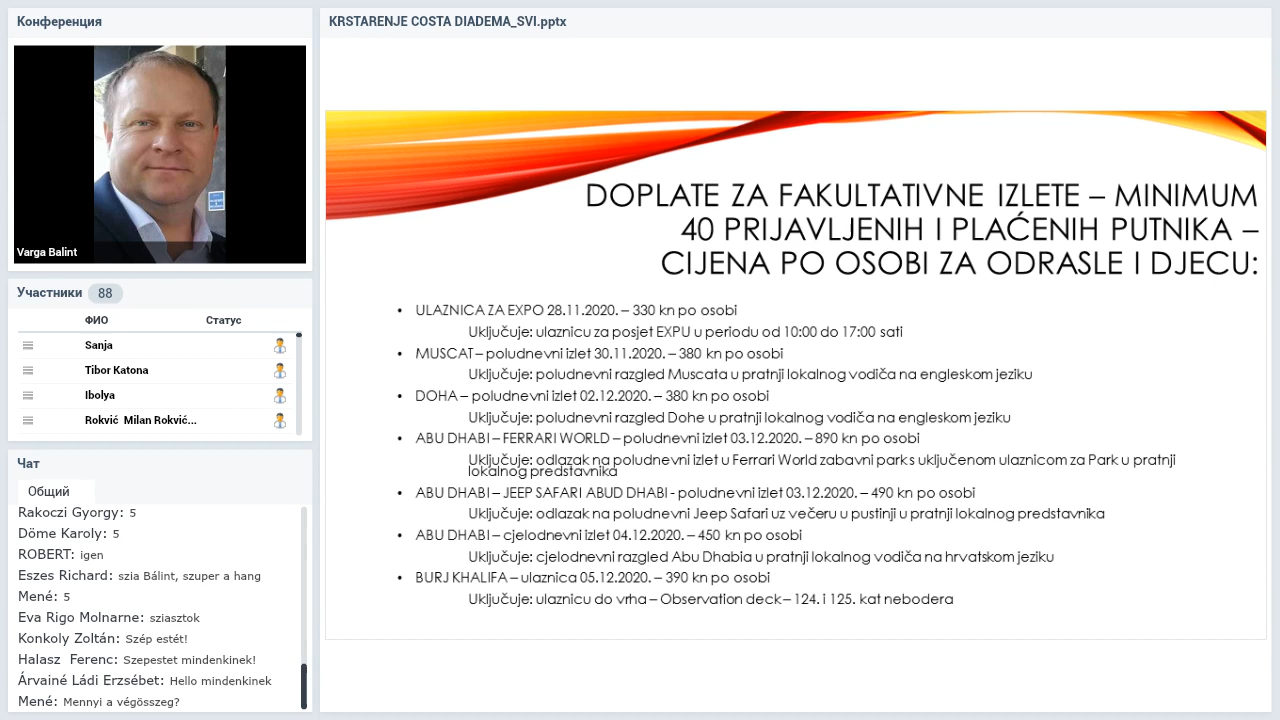 Конференция
Varga Balint
Участники 88
ФИО Статус
Sanja
Tibor Katona
Ibolya
Rokvić Milan Rokvić...
Чат
Общий
Rakoczi Gyorgy: 5
Döme Karoly: 5
ROBERT: igen
Eszes Richard: szia Bálint, szuper a hang
Mené: 5
Eva Rigo Molnarne: sziasztok
Konkoly Zoltán: Szép estét!
Halasz Ferenc: Szepestet mindenkinek!
Árvainé Ládi Erzsébet: Hello mindenkinek
Mené: Mennyi a végösszeg?
KRSTARENJE COSTA DIADEMA_SVI.pptx
DOPLATE ZA FAKULTATIVNE IZLETE – MINIMUM
40 PRIJAVLJENIH I PLAĆENIH PUTNIKA –
CIJENA PO OSOBI ZA ODRASLE I DJECU:
• ULAZNICA ZA EXPO 28.11.2020. – 330 kn po osobi
Uključuje: ulaznicu za posjet EXPU u periodu od 10:00 do 17:00 sati
• MUSCAT – poludnevni izlet 30.11.2020. – 380 kn po osobi
Uključuje: poludnevni razgled Muscata u pratnji lokalnog vodiča na engleskom jeziku
• DOHA – poludnevni izlet 02.12.2020. – 380 kn po osobi
Uključuje: poludnevni razgled Dohe u pratnji lokalnog vodiča na engleskom jeziku
• ABU DHABI – FERRARI WORLD – poludnevni izlet 03.12.2020. – 890 kn po osobi
Uključuje: odlazak na poludnevni izlet u Ferrari World zabavni park s uključenom ulaznicom za Park u pratnji
lokalnog predstavnika
• ABU DHABI – JEEP SAFARI ABUD DHABI - poludnevni izlet 03.12.2020. – 490 kn po osobi
Uključuje: odlazak na poludnevni Jeep Safari uz večeru u pustinji u pratnji lokalnog predstavnika
• ABU DHABI – cjelodnevni izlet 04.12.2020. – 450 kn po osobi
Uključuje: cjelodnevni razgled Abu Dhabia u pratnji lokalnog vodiča na hrvatskom jeziku
• BURJ KHALIFA – ulaznica 05.12.2020. – 390 kn po osobi
Uključuje: ulaznicu do vrha – Observation deck – 124. i 125. kat nebodera